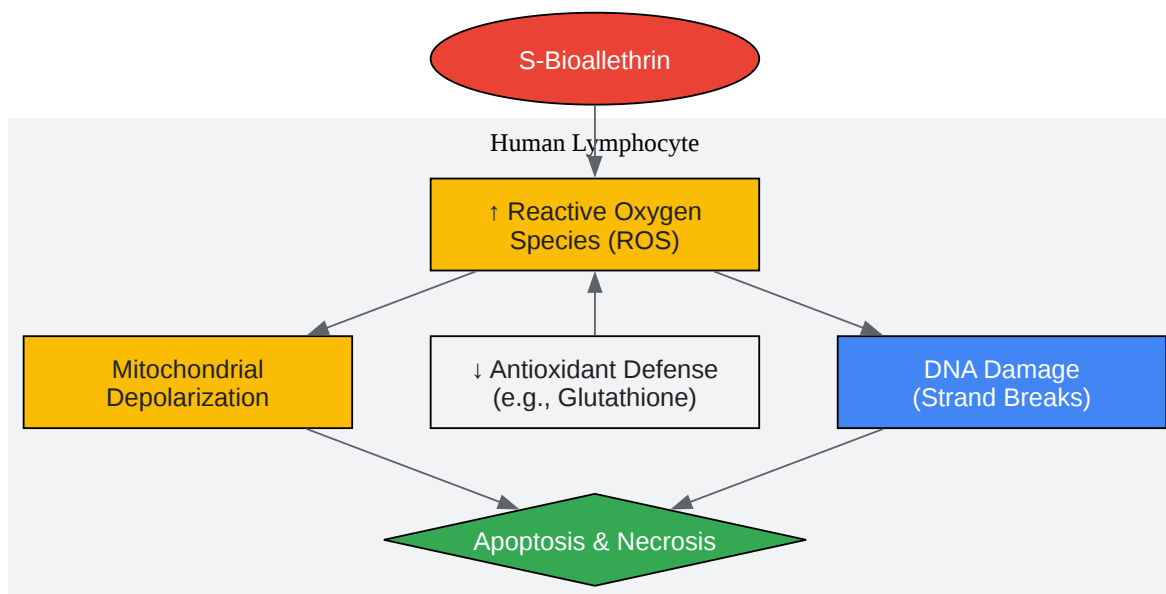 S-Bioallethrin
Human Lymphocyte
↑ Reactive Oxygen
Species (ROS)
Mitochondrial
Depolarization
↓ Antioxidant Defense
(e.g., Glutathione)
DNA Damage
(Strand Breaks)
Apoptosis & Necrosis